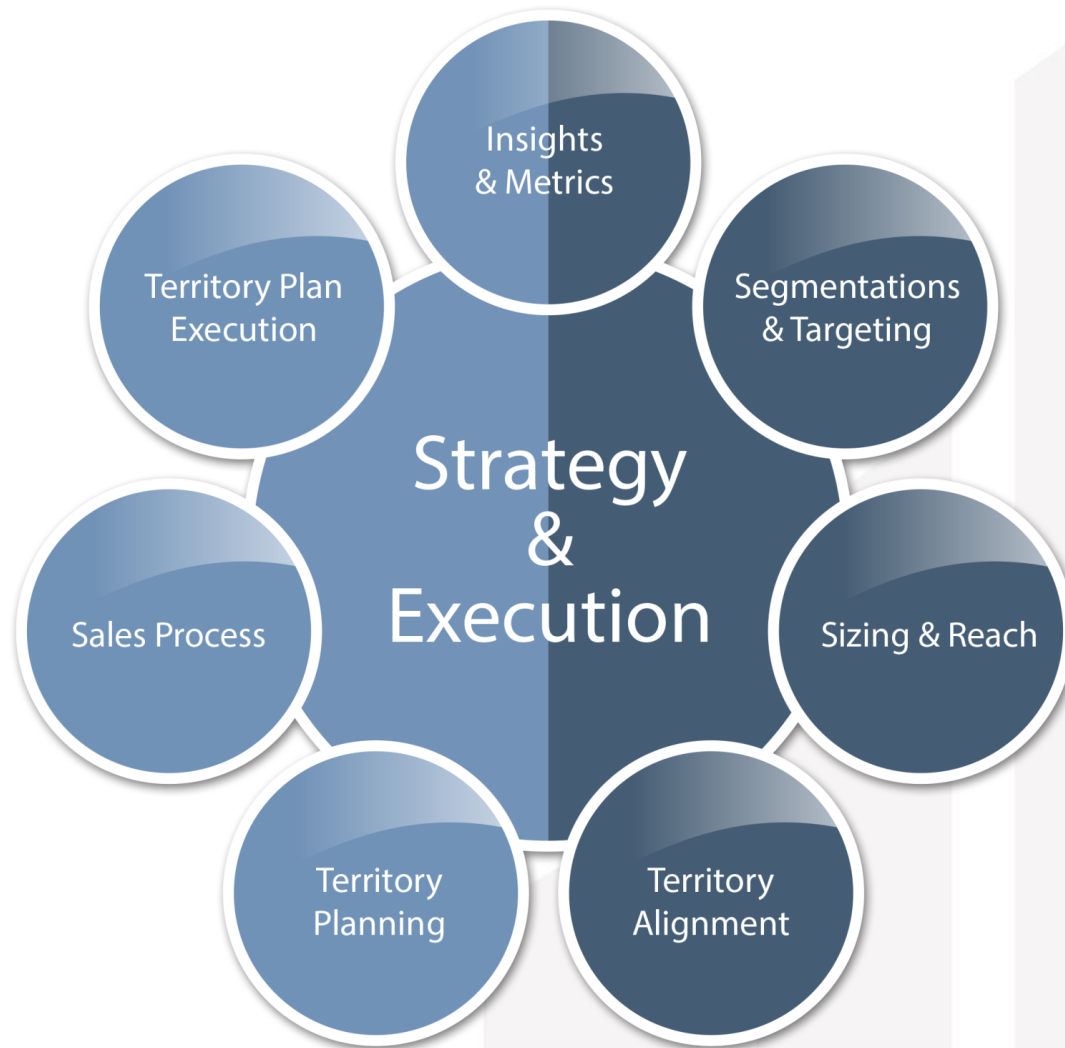 Insights
& Metrics
Segmentations
& Targeting
Sizing & Reach
Territory
Alignment
Territory
Planning
Sales Process
Territory Plan
Execution
Strategy
&
Execution